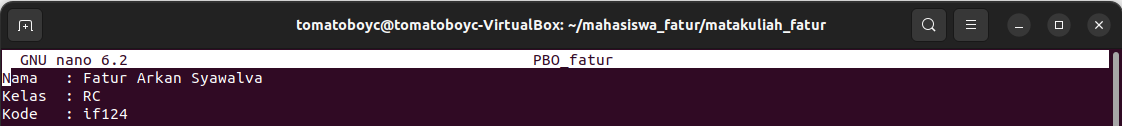 tomatoboyc@tomatoboyc-VirtualBox: ~/mahasiswa_fatur/matakuliah_fatur
GNU nano 6.2 PBO_fatur
Nama : Fatur Arkan Syawalva
Kelas : RC
Kode : if124